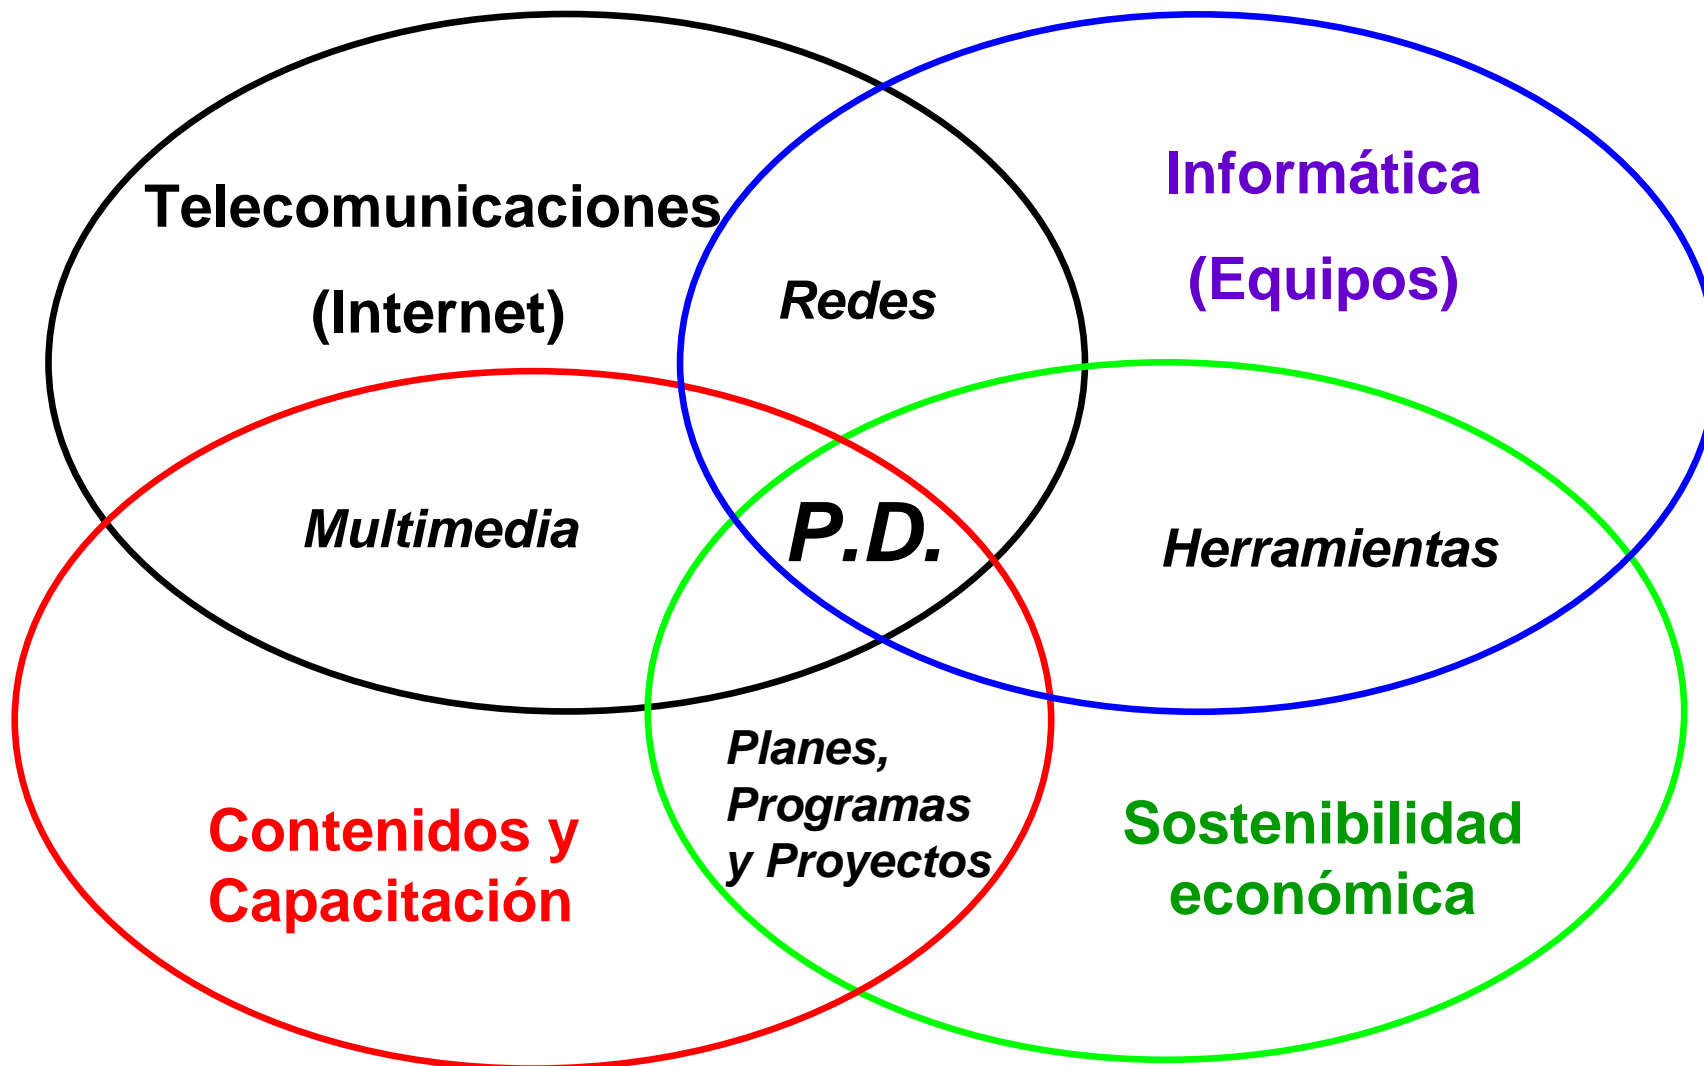 Telecomunicaciones
(Internet)
Informática
(Equipos)
Redes
Multimedia
P.D.
Herramientas
Planes,
Programas
y Proyectos
Contenidos y
Capacitación
Sostenibilidad
económica